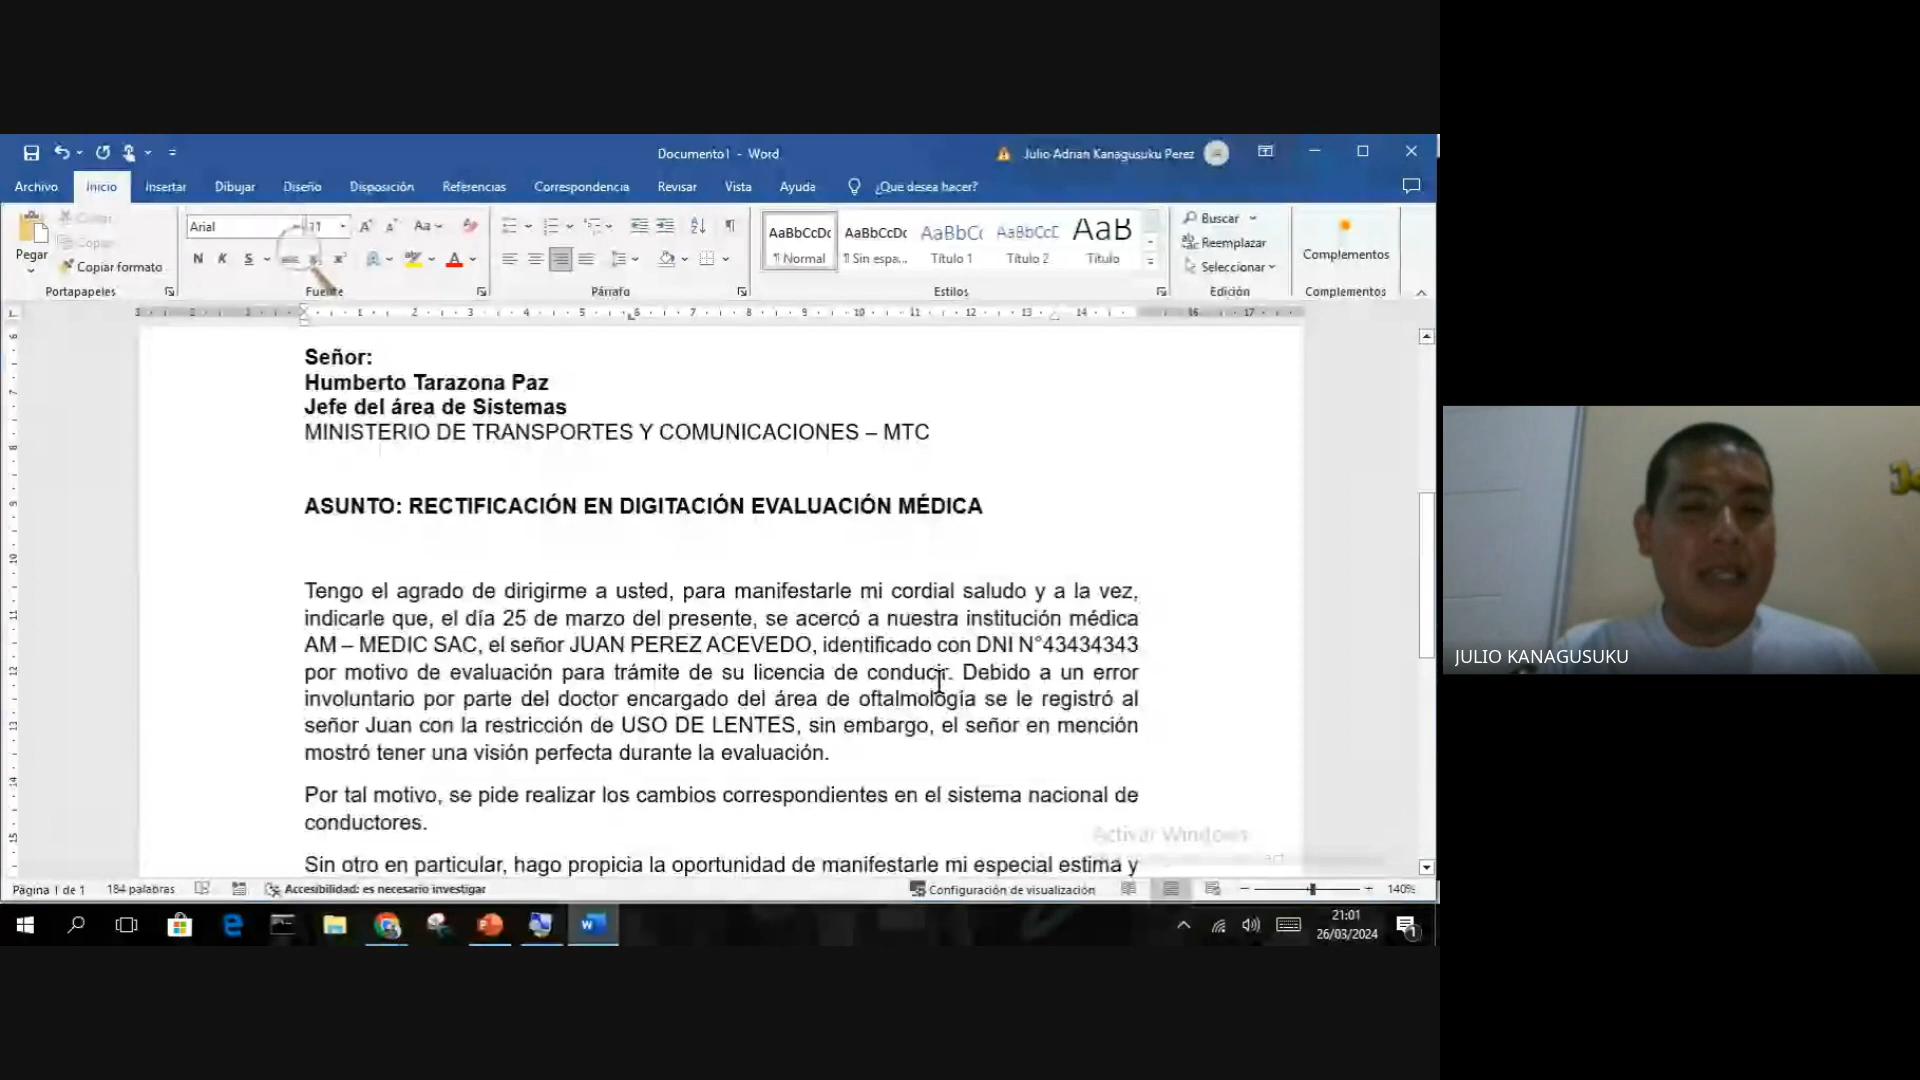 Documento1 - Word
Julio Adrian Kanagusuku Perez
Archivo Inicio Insertar Dibujar Diseño Disposición Referencias Correspondencia Revisar Vista Ayuda ¿Que desea hacer?
Pegar
Cortar
Copiar
Copiar formato
Portapapeles
Arial 11
Aa
N K S
Fuente
Párrafo
AaBbCcDc AaBbCcDc AaBbC( AaBbCcE AaB
¶ Normal ¶ Sin espa... Título 1 Título 2 Título
Estilos
Buscar
Reemplazar
Seleccionar
Edición
Complementos
Complementos
Señor:
Humberto Tarazona Paz
Jefe del área de Sistemas
MINISTERIO DE TRANSPORTES Y COMUNICACIONES – MTC
ASUNTO: RECTIFICACIÓN EN DIGITACIÓN EVALUACIÓN MÉDICA
Tengo el agrado de dirigirme a usted, para manifestarle mi cordial saludo y a la vez,
indicarle que, el día 25 de marzo del presente, se acercó a nuestra institución médica
AM – MEDIC SAC, el señor JUAN PEREZ ACEVEDO, identificado con DNI N°43434343
por motivo de evaluación para trámite de su licencia de conducir. Debido a un error
involuntario por parte del doctor encargado del área de oftalmología se le registró al
señor Juan con la restricción de USO DE LENTES, sin embargo, el señor en mención
mostró tener una visión perfecta durante la evaluación.
Por tal motivo, se pide realizar los cambios correspondientes en el sistema nacional de
conductores.
Sin otro en particular, hago propicia la oportunidad de manifestarle mi especial estima y
Activar Windows
Página 1 de 1 184 palabras Accesibilidad: es necesario investigar Configuración de visualización 140%
21:01
26/03/2024
JULIO KANAGUSUKU